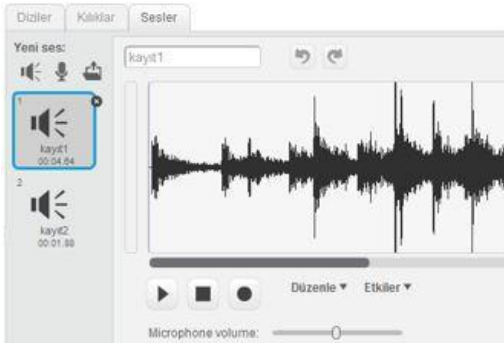 Diziler Kılıklar Sesler
Yeni ses:
kayıt1
1
kayıt1
00:04.64
2
kayıt2
00:01.88
Düzenle ▼ Etkiler ▼
Microphone volume: